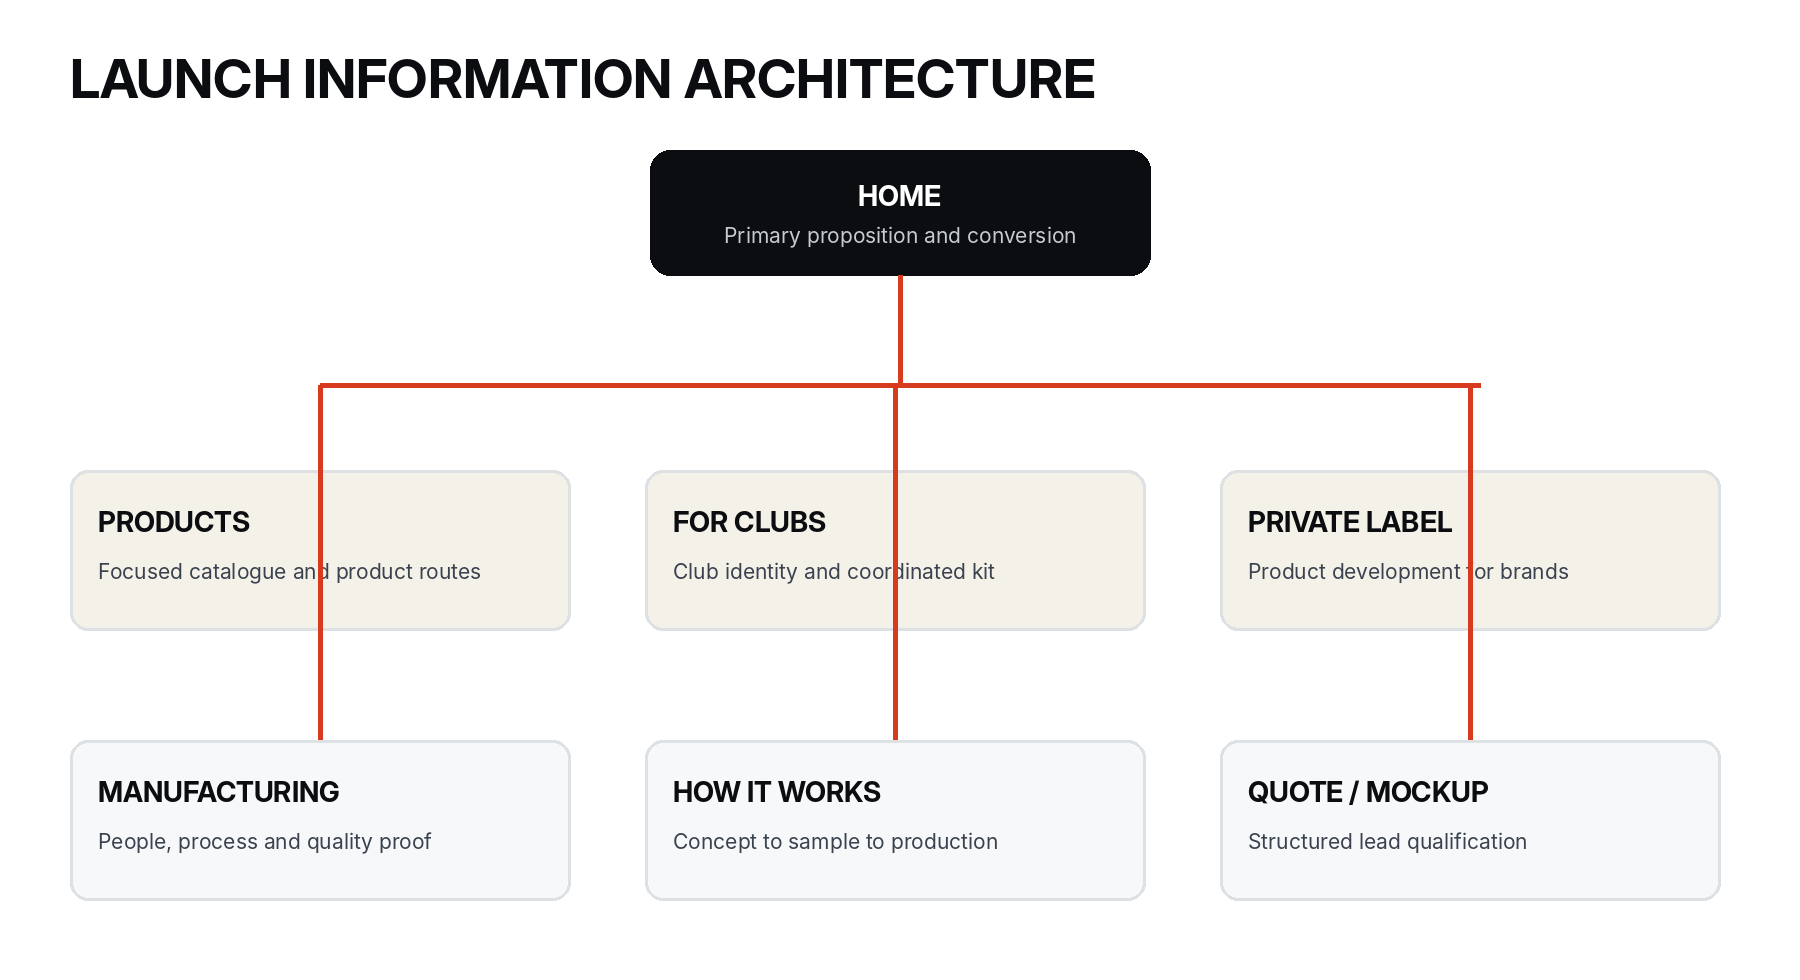 LAUNCH INFORMATION ARCHITECTURE
HOME
Primary proposition and conversion
PRODUCTS
Focused catalogue and product routes
FOR CLUBS
Club identity and coordinated kit
PRIVATE LABEL
Product development for brands
MANUFACTURING
People, process and quality proof
HOW IT WORKS
Concept to sample to production
QUOTE / MOCKUP
Structured lead qualification